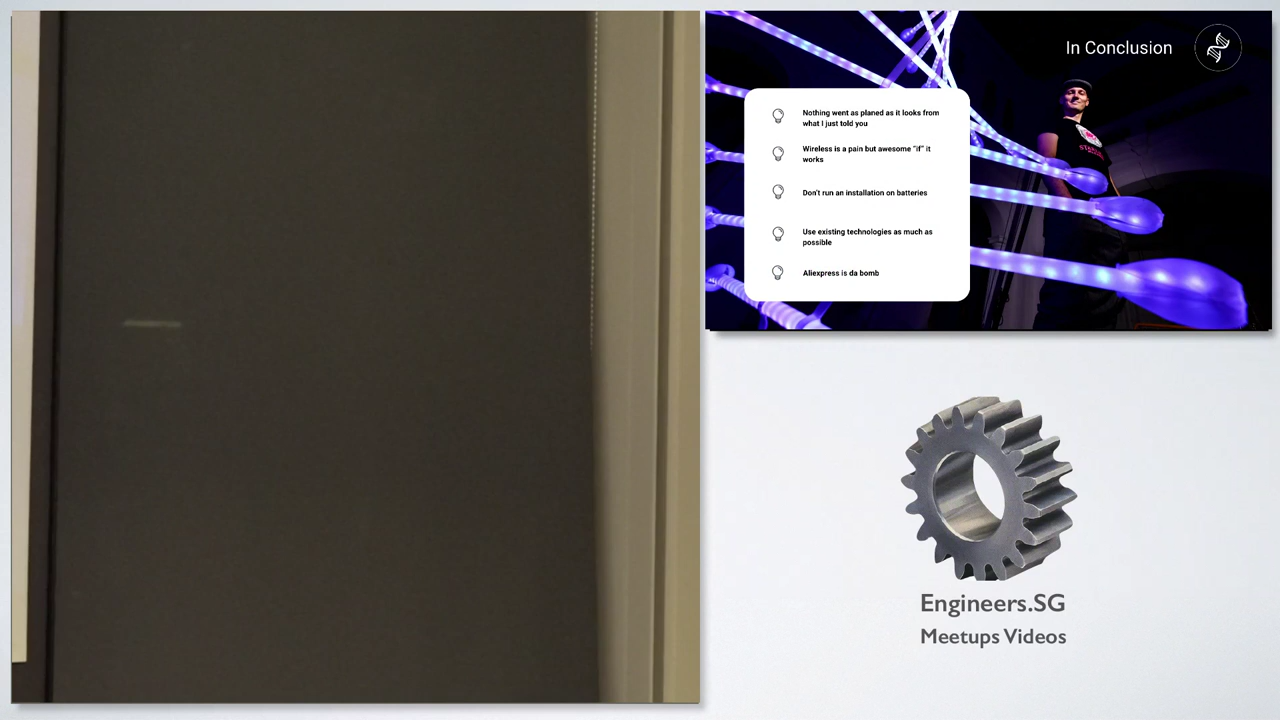 In Conclusion
Nothing went as planed as it looks from
what I just told you
Wireless is a pain but awesome "if" it
works
Don't run an installation on batteries
Use existing technologies as much as
possible
Aliexpress is da bomb
Engineers.SG
Meetups Videos